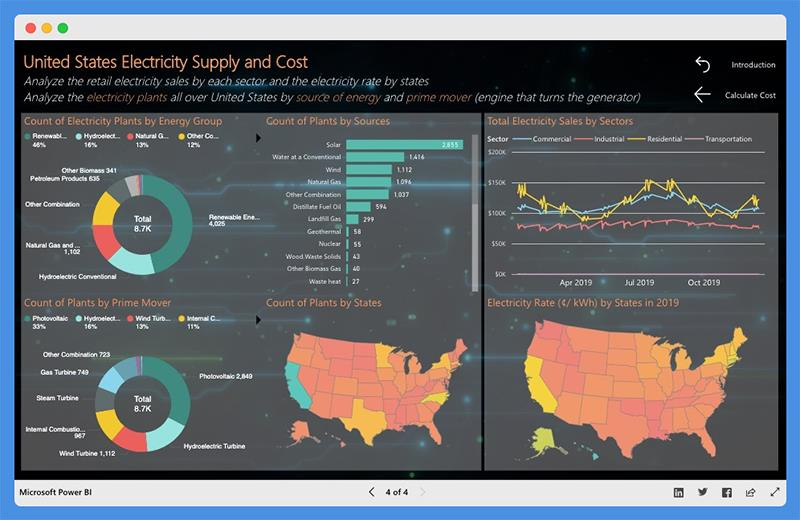 United States Electricity Supply and Cost
Analyze the retail electricity sales by each sector and the electricity rate by states
Analyze the electricity plants all over United States by source of energy and prime mover (engine that turns the generator)
Introduction
Calculate Cost
Count of Electricity Plants by Energy Group
Renewabl... Hydroelect... Natural G... Other Co...
46% 16% 13% 12%
Other Biomass 341
Petroleum Products 635
Other Combination
Natural Gas and ...
1,102
Hydroelectric Conventional
Total
8.7K
Renewable Ene...
4,025
Count of Plants by Sources
Solar 2,855
Water at a Conventional 1,416
Wind 1,112
Natural Gas 1,096
Other Combination 1,037
Distillate Fuel Oil 594
Landfill Gas 299
Geothermal 58
Nuclear 55
Wood.Waste Solids 43
Other Biomass Gas 40
Waste heat 27
Total Electricity Sales by Sectors
Sector Commercial Industrial Residential Transportation
$200K
$150K
$100K
$50K
$0K
Apr 2019 Jul 2019 Oct 2019
Count of Plants by Prime Mover
Photovoltaic Hydroelect... Wind Turb... Internal C...
33% 16% 13% 11%
Other Combination 723
Gas Turbine 749
Steam Turbine
Internal Combustio...
967
Wind Turbine 1,112
Total
8.7K
Photovoltaic 2,849
Hydroelectric Turbine
Count of Plants by States
Electricity Rate (¢/ kWh) by States in 2019
Microsoft Power BI
4 of 4